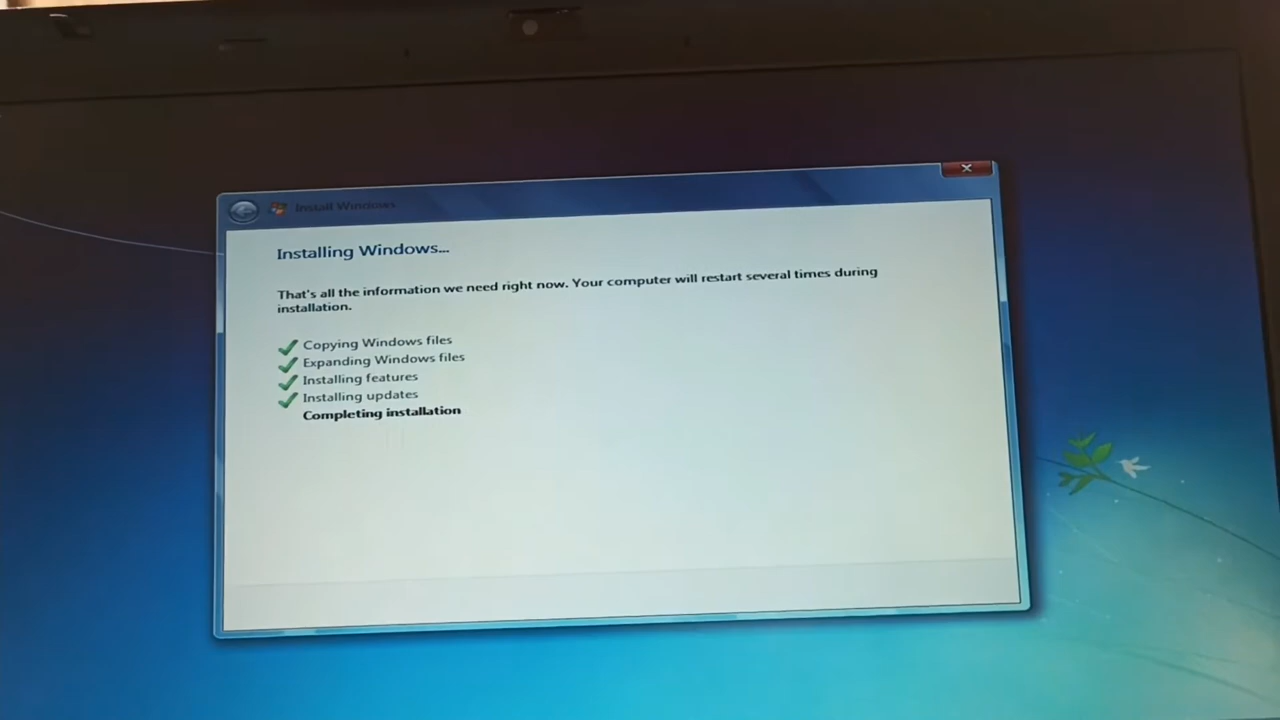 Install Windows
Installing Windows...
That's all the information we need right now. Your computer will restart several times during
installation.
Copying Windows files
Expanding Windows files
Installing features
Installing updates
Completing installation